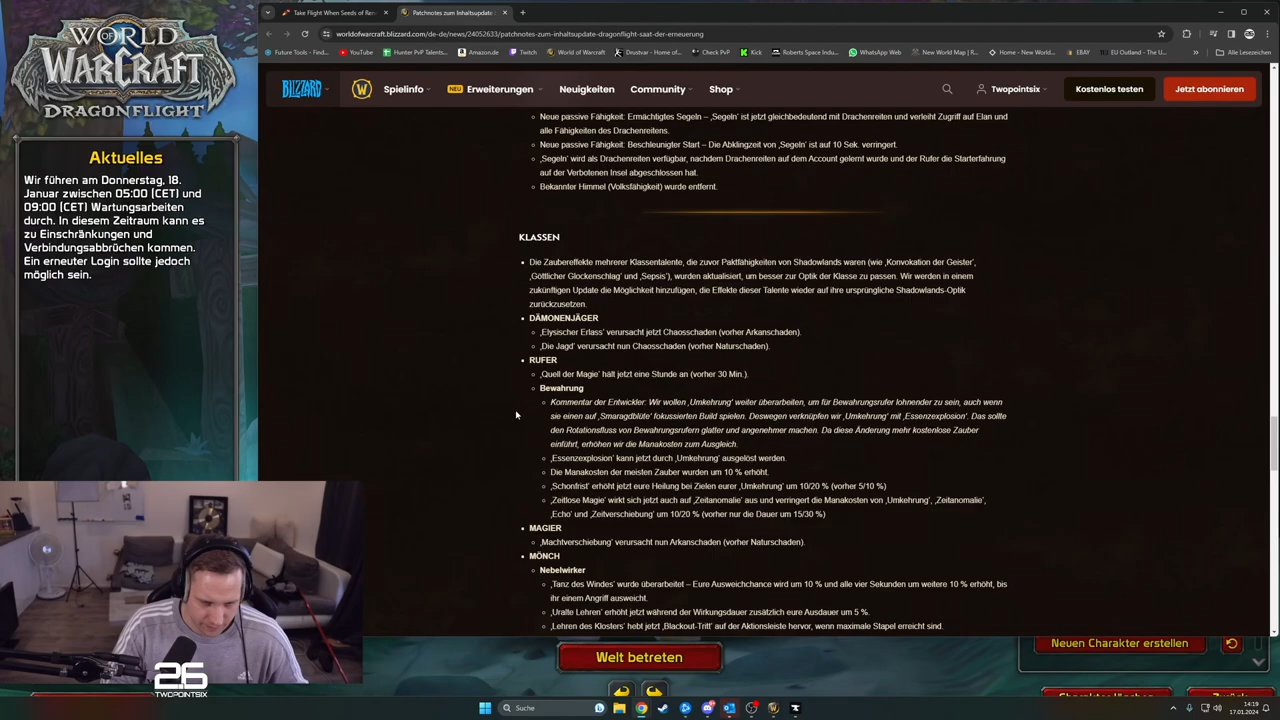 WORLD
OF
WARCRAFT
DRAGONFLIGHT
Aktuelles
Wir führen am Donnerstag, 18.
Januar zwischen 05:00 (CET) und
09:00 (CET) Wartungsarbeiten
durch. In diesem Zeitraum kann es
zu Einschränkungen und
Verbindungsabbrüchen kommen.
Ein erneuter Login sollte jedoch
möglich sein.
Take Flight When Seeds of Ren
Patchnotes zum Inhaltsupdate
worldofwarcraft.blizzard.com/de-de/news/24052633/patchnotes-zum-inhaltsupdate-dragonflight-saat-der-erneuerung
Future Tools - Find...
YouTube
Hunter PvP Talents...
Amazon.de
Twitch
World of Warcraft
Drustvar - Home of...
Check PvP
Kick
Roberts Space Indu...
WhatsApp Web
New World Map | R...
Home - New World...
EBAY
EU Outland - The U...
Alle Lesezeichen
BLIZZARD
W
Spielinfo
NEU
Erweiterungen
Neuigkeiten
Community
Shop
Twopointsix
Kostenlos testen
Jetzt abonnieren
Neue passive Fähigkeit: Ermächtigtes Segeln – ‚Segeln' ist jetzt gleichbedeutend mit Drachenreiten und verleiht Zugriff auf Elan und
alle Fähigkeiten des Drachenreitens.
Neue passive Fähigkeit: Beschleunigter Start – Die Abklingzeit von ‚Segeln' ist auf 10 Sek. verringert.
‚Segeln' wird als Drachenreiten verfügbar, nachdem Drachenreiten auf dem Account gelernt wurde und der Rufer die Starterfahrung
auf der Verbotenen Insel abgeschlossen hat.
Bekannter Himmel (Volksfähigkeit) wurde entfernt.
KLASSEN
Die Zaubereffekte mehrerer Klassentalente, die zuvor Paktfähigkeiten von Shadowlands waren (wie ‚Konvokation der Geister',
‚Göttlicher Glockenschlag' und ‚Sepsis'), wurden aktualisiert, um besser zur Optik der Klasse zu passen. Wir werden in einem
zukünftigen Update die Möglichkeit hinzufügen, die Effekte dieser Talente wieder auf ihre ursprüngliche Shadowlands-Optik
zurückzusetzen.
DÄMONENJÄGER
‚Elysischer Erlass' verursacht jetzt Chaosschaden (vorher Arkanschaden).
‚Die Jagd' verursacht nun Chaosschaden (vorher Naturschaden).
RUFER
‚Quell der Magie' hält jetzt eine Stunde an (vorher 30 Min.).
Bewahrung
Kommentar der Entwickler: Wir wollen ‚Umkehrung' weiter überarbeiten, um für Bewahrungsrufer lohnender zu sein, auch wenn
sie einen auf ‚Smaragdblüte' fokussierten Build spielen. Deswegen verknüpfen wir ‚Umkehrung' mit ‚Essenzexplosion'. Das sollte
den Rotationsfluss von Bewahrungsrufern glatter und angenehmer machen. Da diese Änderung mehr kostenlose Zauber
einführt, erhöhen wir die Manakosten zum Ausgleich.
‚Essenzexplosion' kann jetzt durch ‚Umkehrung' ausgelöst werden.
Die Manakosten der meisten Zauber wurden um 10 % erhöht.
‚Schonfrist' erhöht jetzt eure Heilung bei Zielen eurer ‚Umkehrung' um 10/20 % (vorher 5/10 %)
‚Zeitlose Magie' wirkt sich jetzt auch auf ‚Zeitanomalie' aus und verringert die Manakosten von ‚Umkehrung', ‚Zeitanomalie',
‚Echo' und ‚Zeitverschiebung' um 10/20 % (vorher nur die Dauer um 15/30 %)
MAGIER
‚Machtverschiebung' verursacht nun Arkanschaden (vorher Naturschaden).
MÖNCH
Nebelwirker
‚Tanz des Windes' wurde überarbeitet – Eure Ausweichchance wird um 10 % und alle vier Sekunden um weitere 10 % erhöht, bis
ihr einem Angriff ausweicht.
‚Uralte Lehren' erhöht jetzt während der Wirkungsdauer zusätzlich eure Ausdauer um 5 %.
‚Lehren des Klosters' hebt jetzt ‚Blackout-Tritt' auf der Aktionsleiste hervor, wenn maximale Stapel erreicht sind.
Neuen Charakter erstellen
Welt betreten
26
TWOPOINTSIX
Suche
14:19
17.01.2024